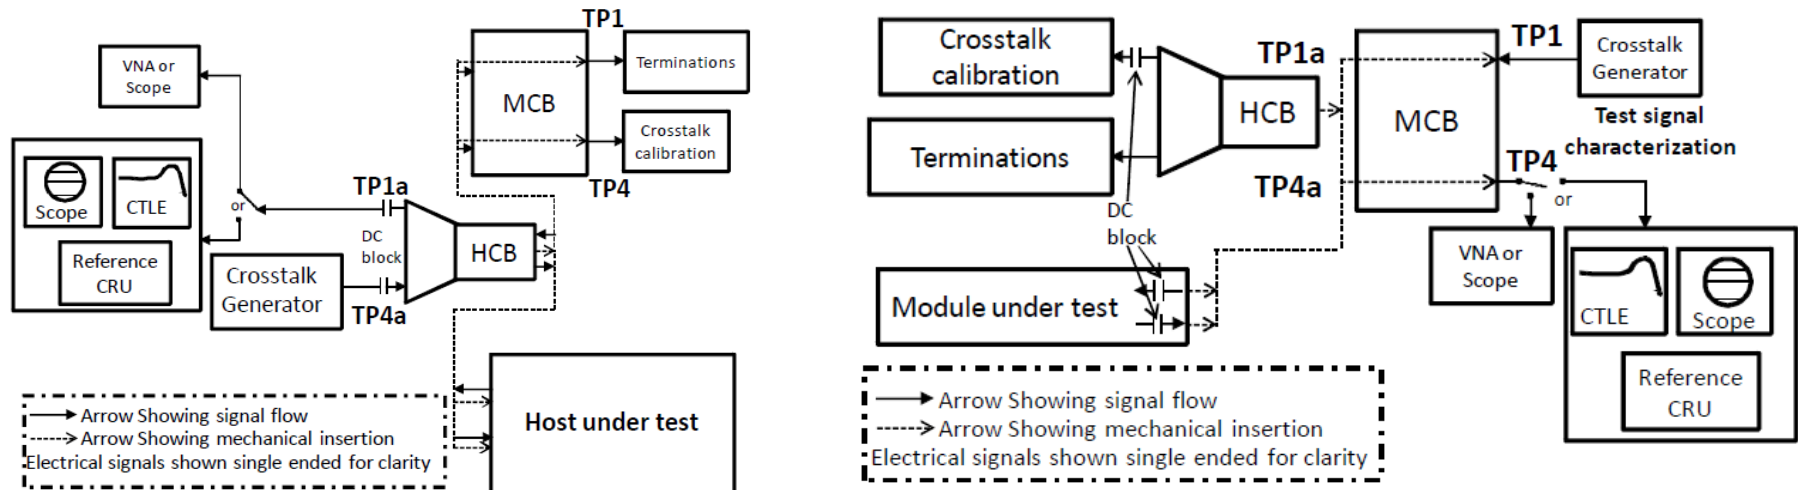 TP1
VNA or
Scope
Terminations
MCB
Crosstalk
calibration
TP4
Scope
CTLE
or
TP1a
DC
block
HCB
Reference
CRU
Crosstalk
Generator
TP4a
Host under test
Arrow Showing signal flow
Arrow Showing mechanical insertion
Electrical signals shown single ended for clarity
Crosstalk
calibration
TP1a
HCB
MCB
TP1
Crosstalk
Generator
Test signal
characterization
Terminations
TP4a
TP4
or
DC
block
VNA or
Scope
Module under test
CTLE
Scope
Reference
CRU
Arrow Showing signal flow
Arrow Showing mechanical insertion
Electrical signals shown single ended for clarity